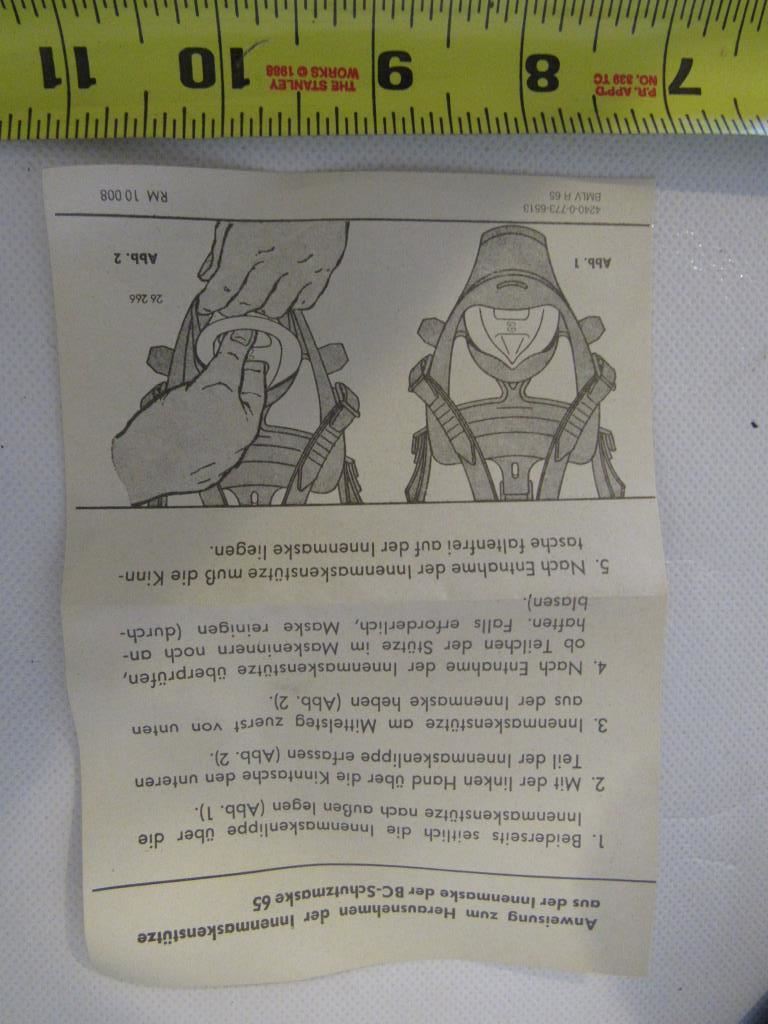 Anweisung zum Herausnehmen der Innenmaskenstütze
aus der Innenmaske der BC-Schutzmaske 65
1. Beiderseits seitlich die Innenmaskenlippe über die
Innenmaskenstütze nach außen legen (Abb. 1).
2. Mit der linken Hand über die Kinntasche den unteren
Teil der Innenmaskenlippe erfassen (Abb. 2).
3. Innenmaskenstütze am Mittelsteg zuerst von unten
aus der Innenmaske heben (Abb. 2).
4. Nach Entnahme der Innenmaskenstütze überprüfen,
ob Teilchen der Stütze im Maskeninnern noch an-
haften. Falls erforderlich, Maske reinigen (durch-
blasen).
5. Nach Entnahme der Innenmaskenstütze muß die Kinn-
tasche faltenfrei auf der Innenmaske liegen.
Abb. 1
26 266
Abb. 2
4240-0-773-6513
BMLV H 65
RM 10 008
7
P.R. APP'D
NO. 339 TC
8
9
THE STANLEY
WORKS © 1988
10
11